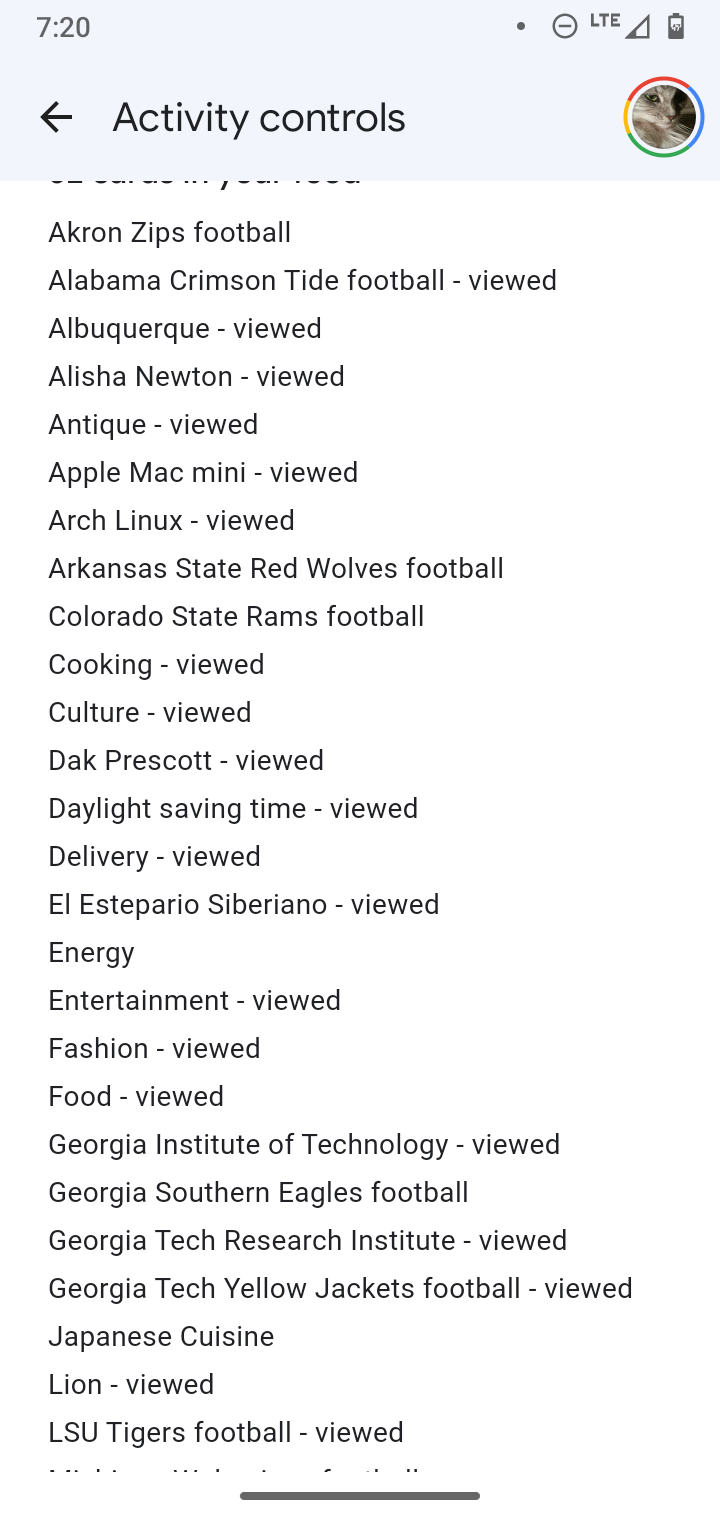 7:20
LTE
Activity controls
Akron Zips football
Alabama Crimson Tide football - viewed
Albuquerque - viewed
Alisha Newton - viewed
Antique - viewed
Apple Mac mini - viewed
Arch Linux - viewed
Arkansas State Red Wolves football
Colorado State Rams football
Cooking - viewed
Culture - viewed
Dak Prescott - viewed
Daylight saving time - viewed
Delivery - viewed
El Estepario Siberiano - viewed
Energy
Entertainment - viewed
Fashion - viewed
Food - viewed
Georgia Institute of Technology - viewed
Georgia Southern Eagles football
Georgia Tech Research Institute - viewed
Georgia Tech Yellow Jackets football - viewed
Japanese Cuisine
Lion - viewed
LSU Tigers football - viewed